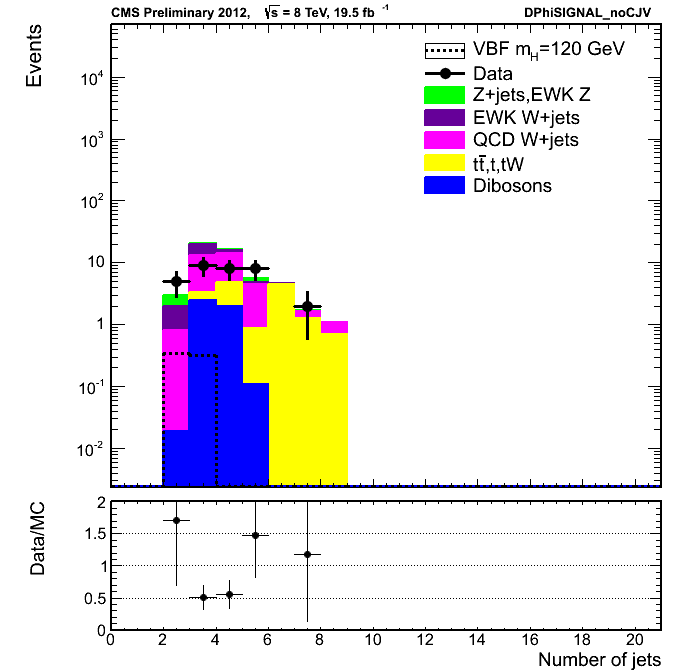 CMS Preliminary 2012, √s = 8 TeV, 19.5 fb⁻¹ DPhiSIGNAL_noCJV
Events
VBF m_H=120 GeV
Data
Z+jets,EWK Z
EWK W+jets
QCD W+jets
tt̄,t,tW
Dibosons
10⁴
10³
10²
10
1
10⁻¹
10⁻²
Data/MC
2
1.5
1
0.5
0
0 2 4 6 8 10 12 14 16 18 20
Number of jets